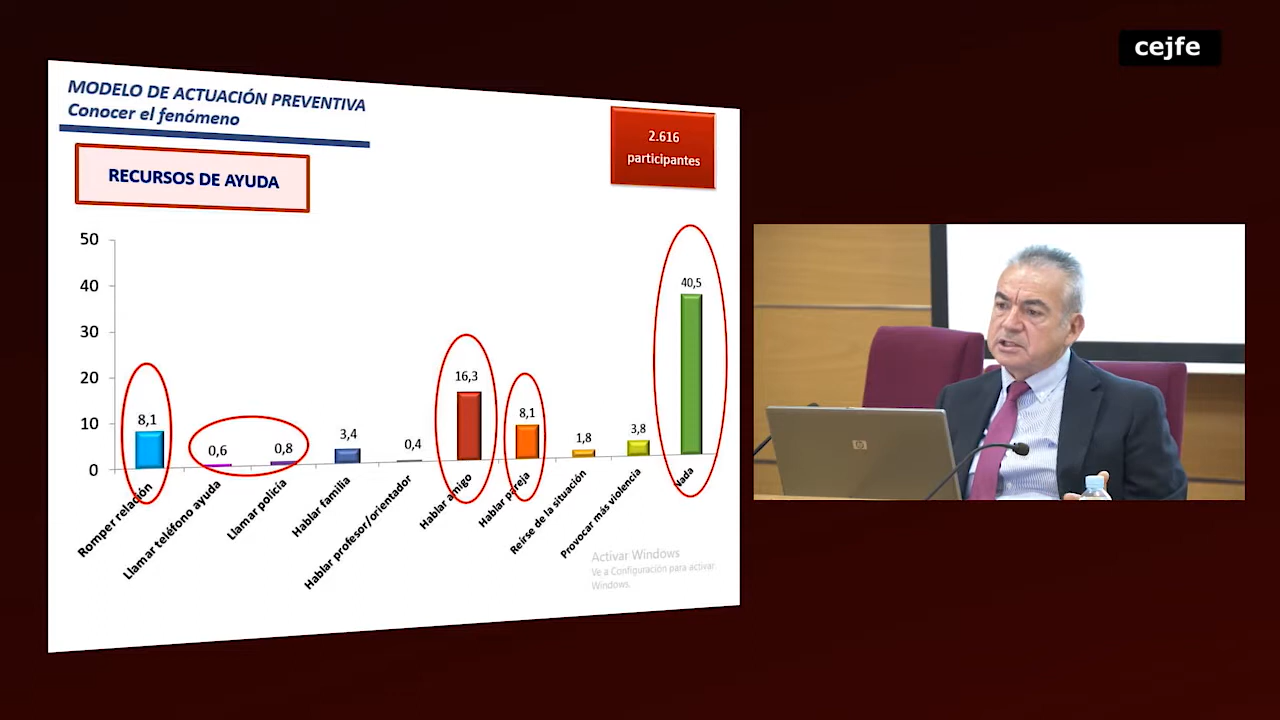 cejfe
MODELO DE ACTUACIÓN PREVENTIVA
Conocer el fenómeno
2.616
participantes
RECURSOS DE AYUDA
50
40
30
20
10
0
8,1
0,6
0,8
3,4
0,4
16,3
8,1
1,8
3,8
40,5
Romper relación
Llamar teléfono ayuda
Llamar policía
Hablar familia
Hablar profesor/orientador
Hablar amigo
Hablar pareja
Reírse de la situación
Provocar más violencia
Nada
Activar Windows
Ve a Configuración para activar
Windows.
hp